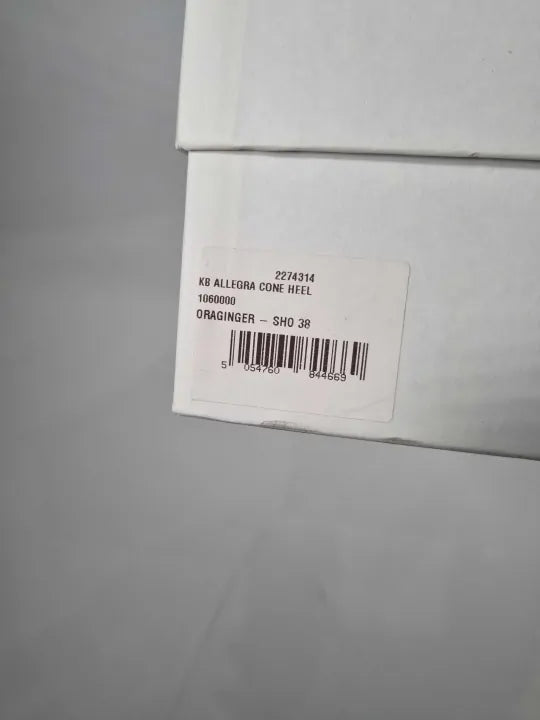 2274314
KB ALLEGRA CONE HEEL
1060000
ORAGINGER – SHO 38
5 054760 844669